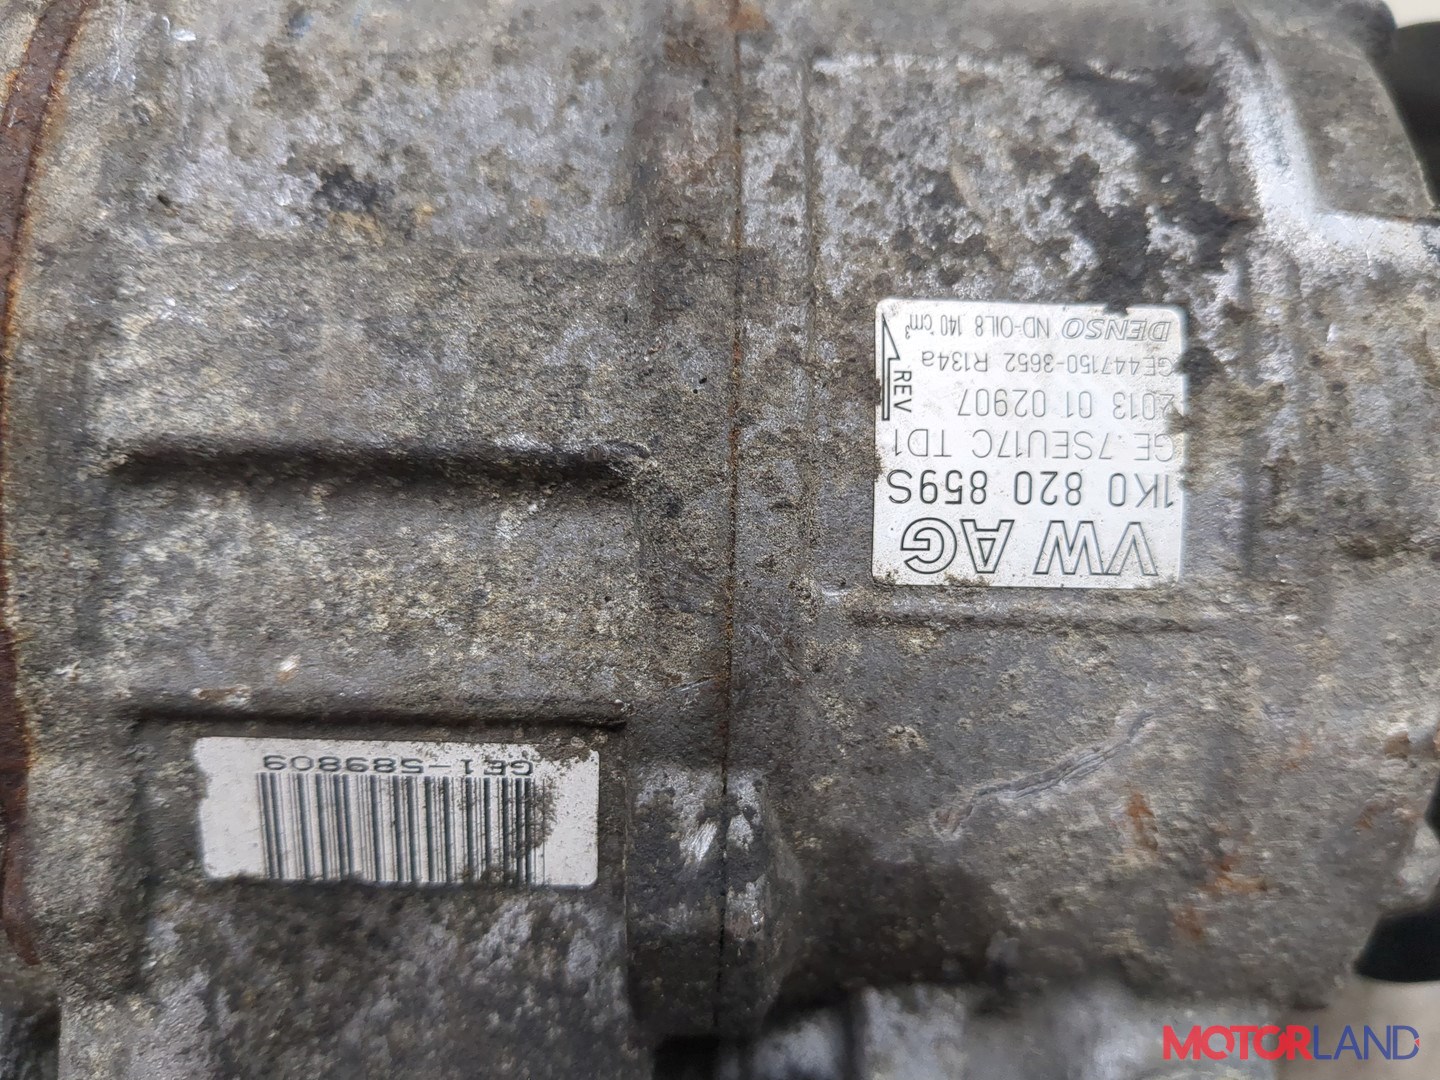 VW AG
1K0 820 859S
GE 7SEU17C TD1
2013 01 02907
GE447150-3652 R134a
DENSO ND-OIL8 140 cm³
REV
GE1-589809
MOTORLAND